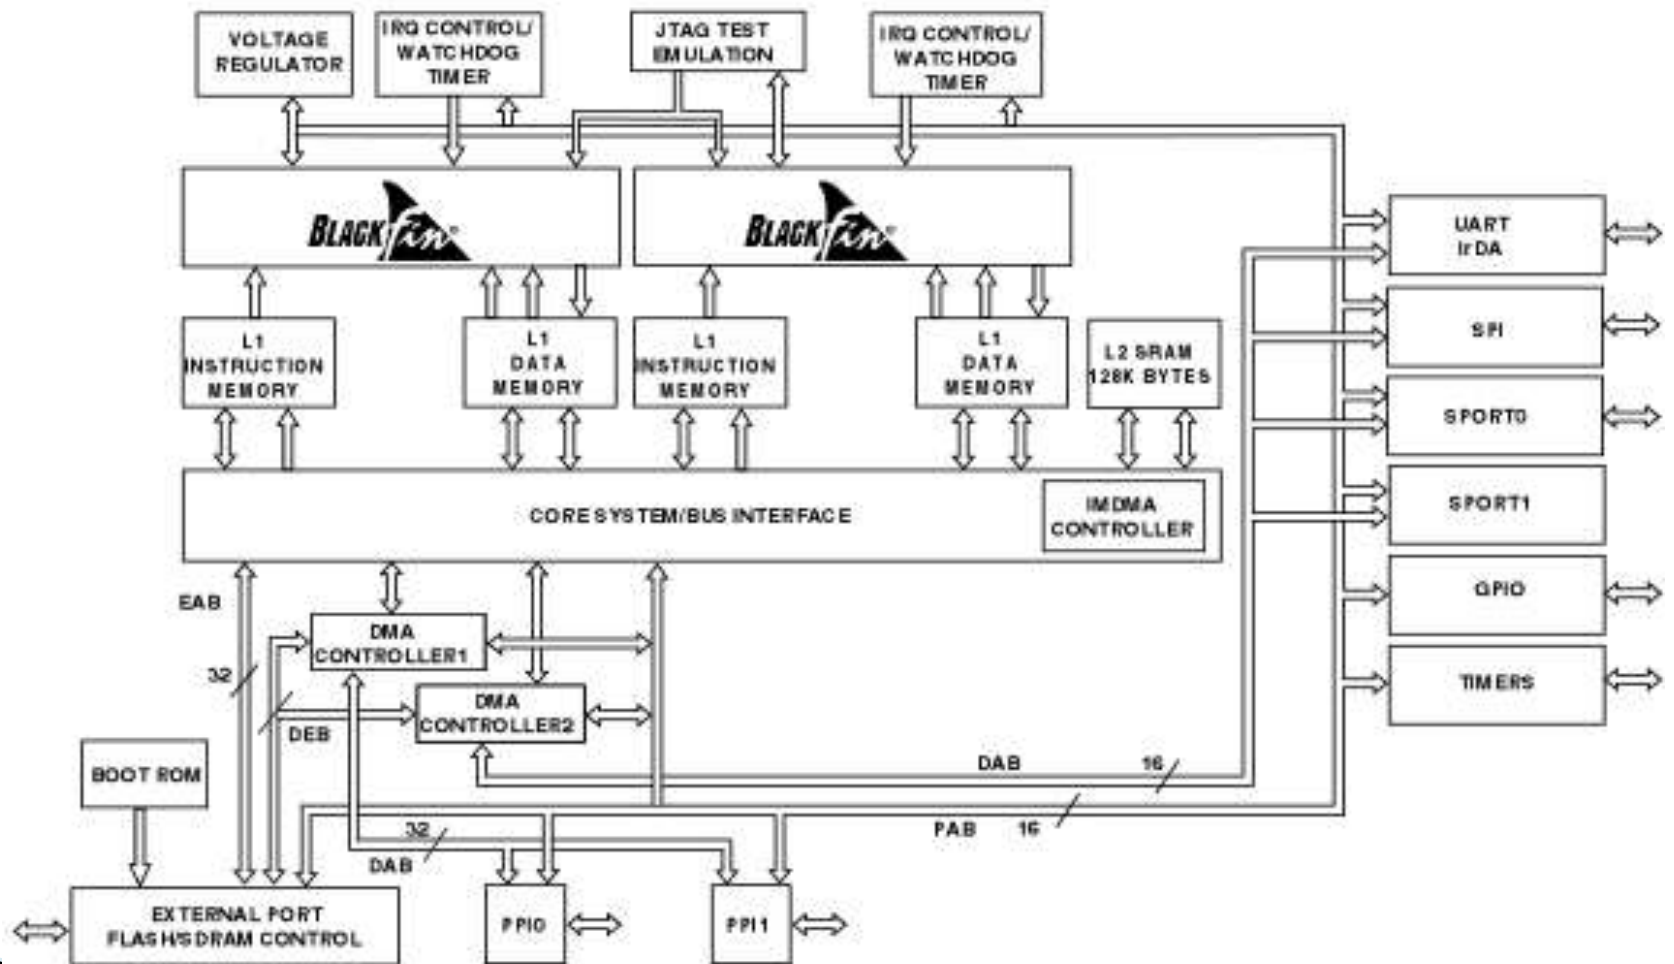 VOLTAGE
REGULATOR
IRQ CONTROL/
WATCHDOG
TIMER
JTAG TEST
EMULATION
IRQ CONTROL/
WATCHDOG
TIMER
BLACKfin®
BLACKfin®
UART
IrDA
SPI
SPORT0
SPORT1
GPIO
TIMERS
L1
INSTRUCTION
MEMORY
L1
DATA
MEMORY
L1
INSTRUCTION
MEMORY
L1
DATA
MEMORY
L2 SRAM
128K BYTES
CORE SYSTEM/BUS INTERFACE
IMDMA
CONTROLLER
EAB
32
DMA
CONTROLLER1
DMA
CONTROLLER2
DEB
BOOT ROM
DAB 16
PAB 16
32
DAB
EXTERNAL PORT
FLASH/SDRAM CONTROL
PPI0
PPI1